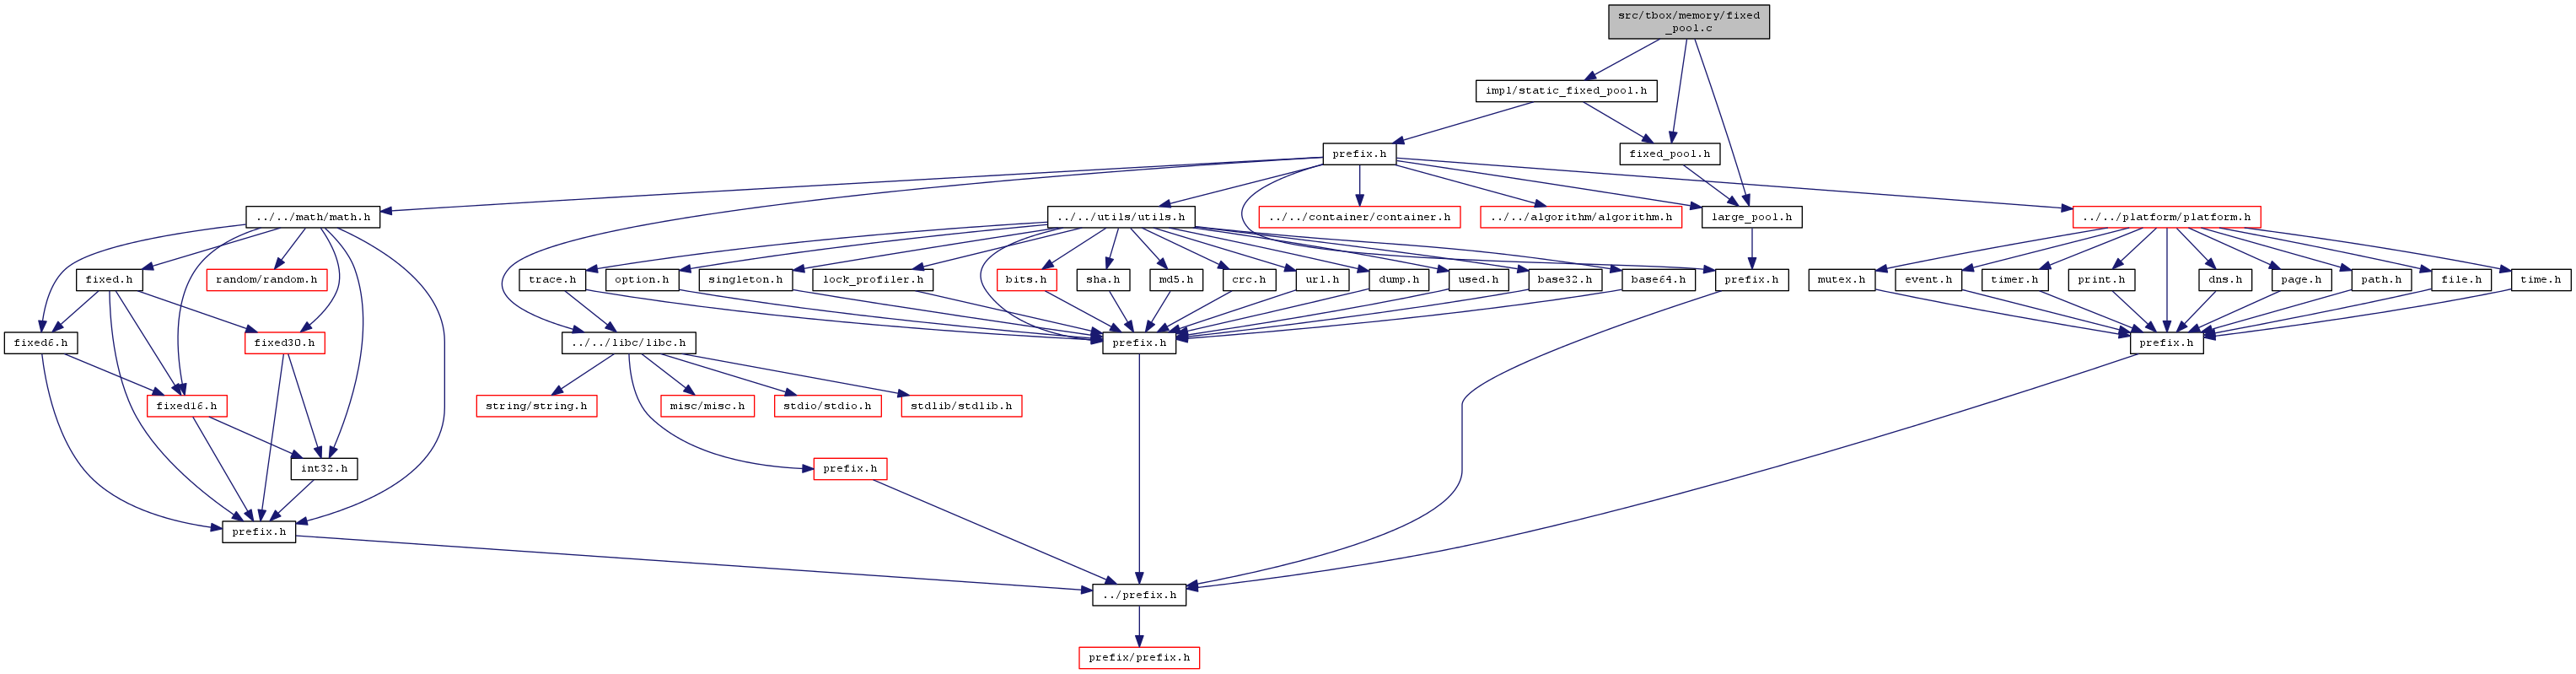 src/tbox/memory/fixed
_pool.c
impl/static_fixed_pool.h
prefix.h
fixed_pool.h
../../math/math.h
../../utils/utils.h
../../container/container.h
../../algorithm/algorithm.h
large_pool.h
../../platform/platform.h
fixed.h
random/random.h
trace.h
option.h
singleton.h
lock_profiler.h
bits.h
sha.h
md5.h
crc.h
url.h
dump.h
used.h
base32.h
base64.h
prefix.h
mutex.h
event.h
timer.h
print.h
dns.h
page.h
path.h
file.h
time.h
fixed6.h
fixed30.h
../../libc/libc.h
prefix.h
prefix.h
fixed16.h
string/string.h
misc/misc.h
stdio/stdio.h
stdlib/stdlib.h
int32.h
prefix.h
prefix.h
../prefix.h
prefix/prefix.h